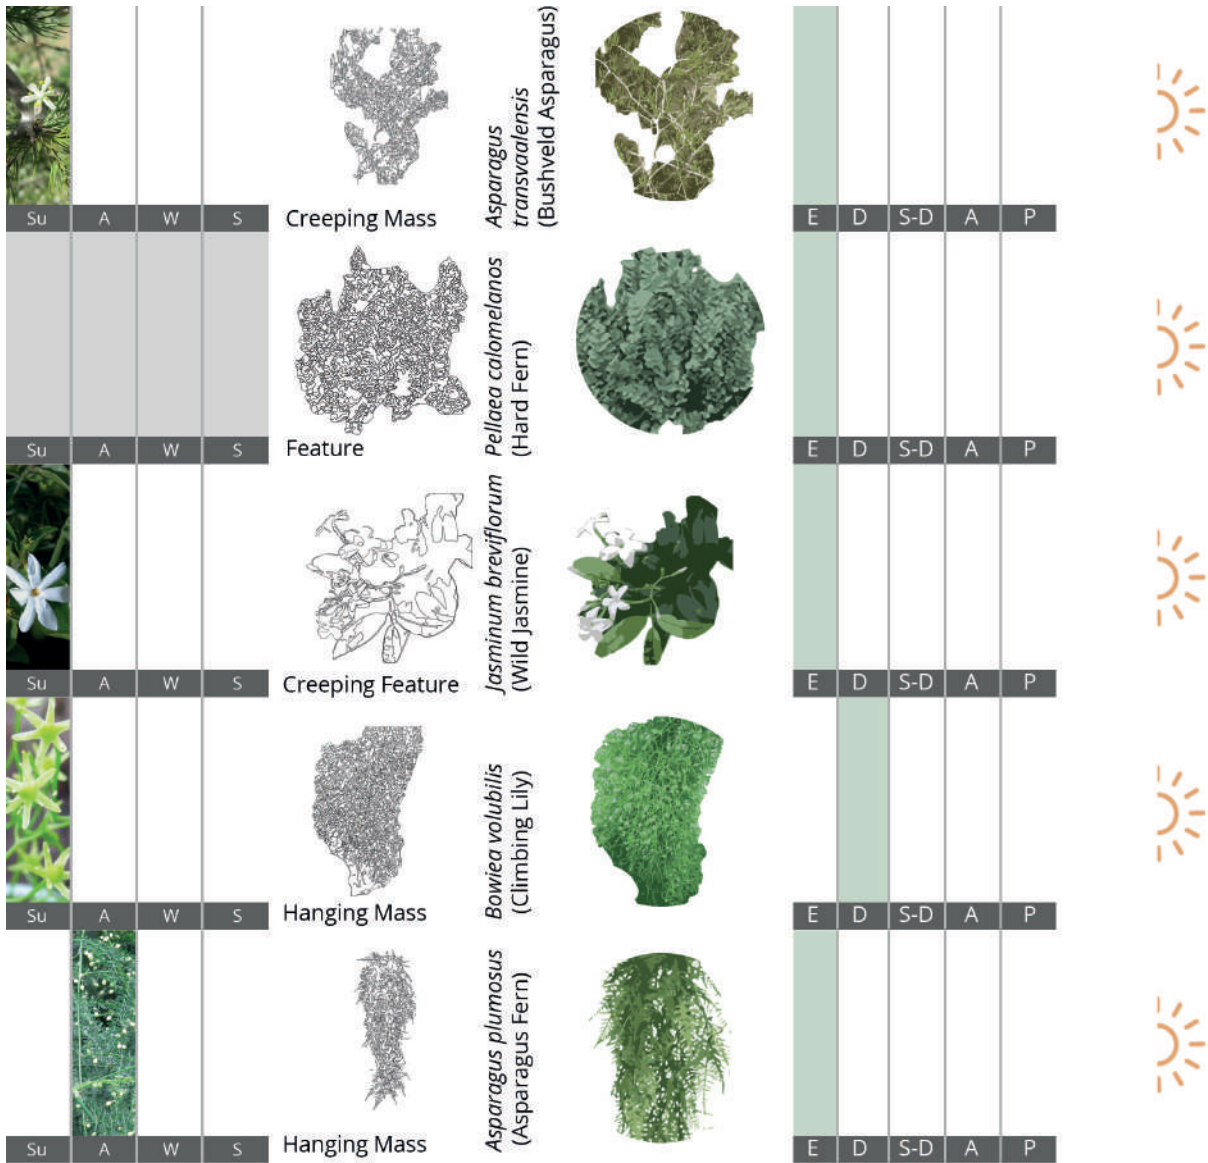 Asparagus
transvaalensis
(Bushveld Asparagus)
Su A W S
Creeping Mass
E D S-D A P
Pellaea calomelanos
(Hard Fern)
Su A W S
Feature
E D S-D A P
Jasminum breviflorum
(Wild Jasmine)
Su A W S
Creeping Feature
E D S-D A P
Bowiea volubilis
(Climbing Lily)
Su A W S
Hanging Mass
E D S-D A P
Asparagus plumosus
(Asparagus Fern)
Su A W S
Hanging Mass
E D S-D A P